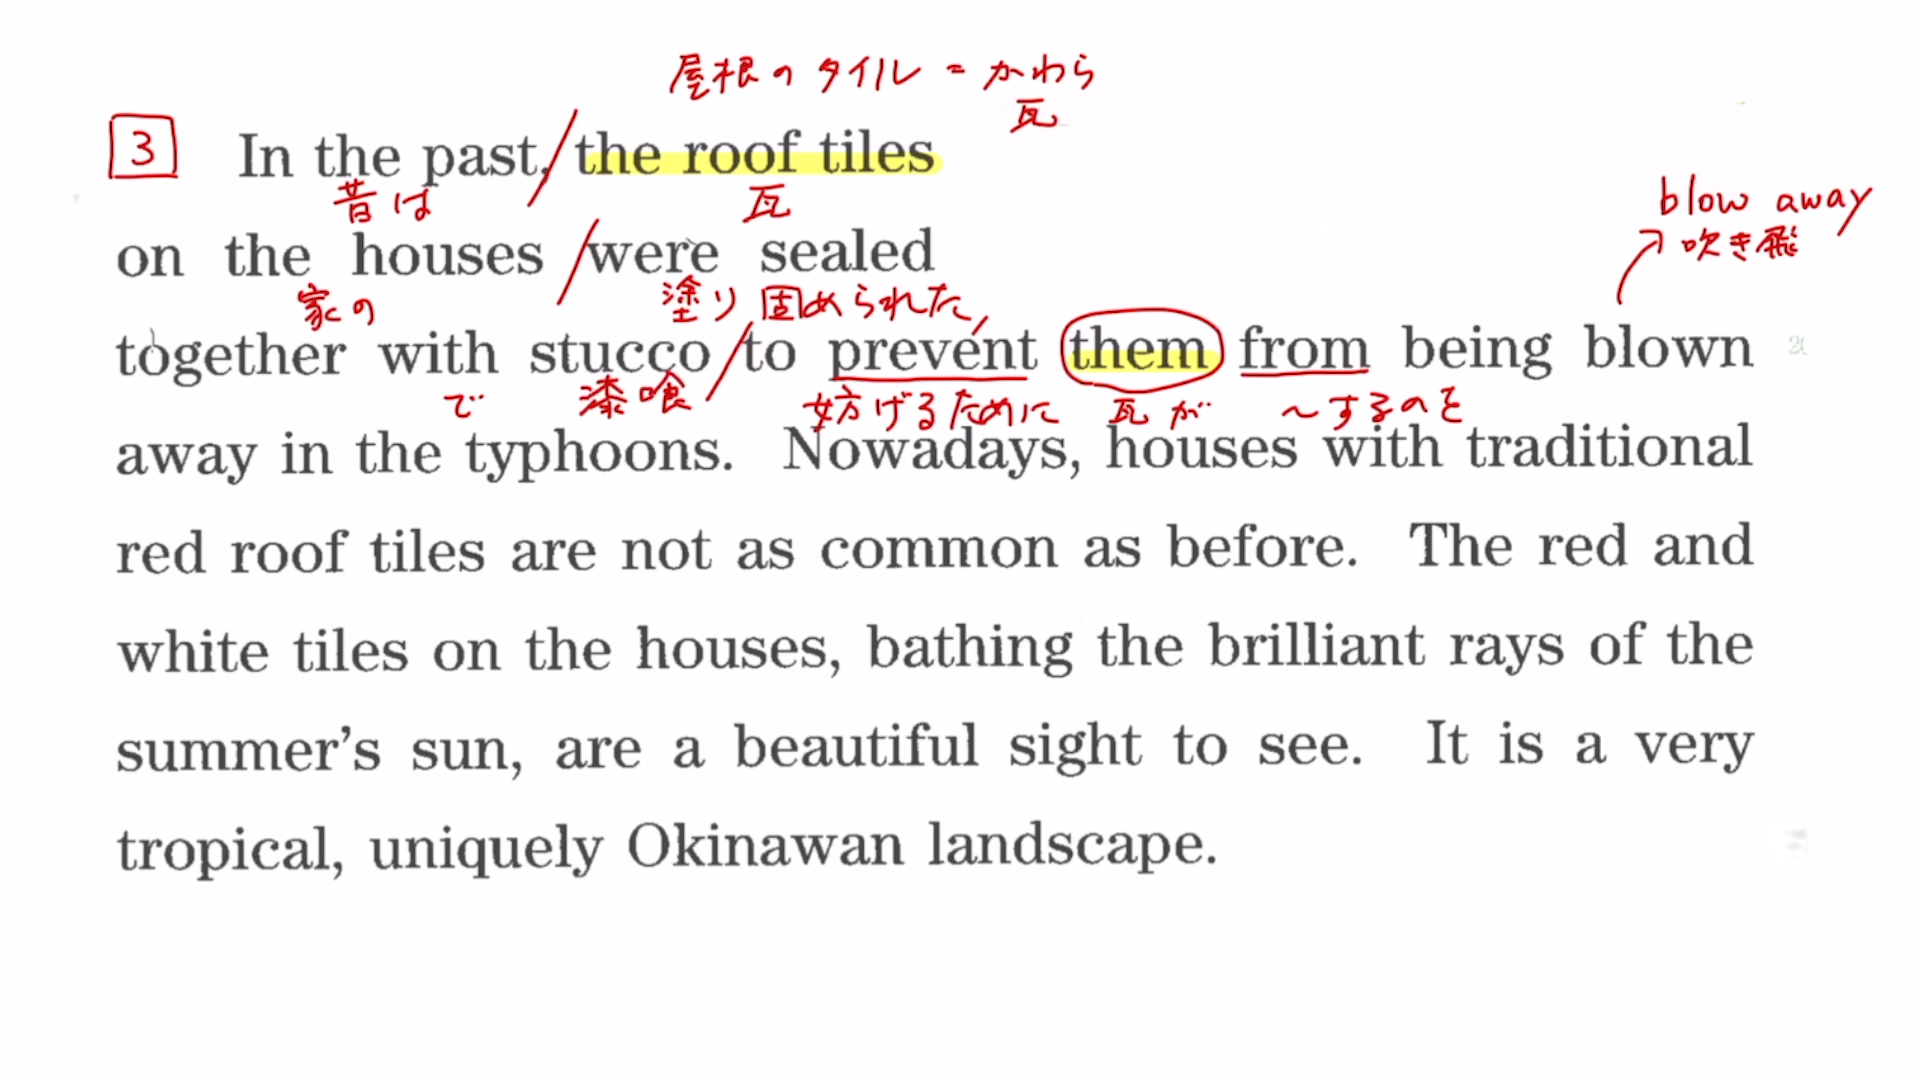 屋根のタイル = かわら
瓦
3 In the past, / the roof tiles
昔は 瓦
blow away
吹き飛
on the houses / were sealed
家の 塗り固められた,
together with stucco / to prevent them from being blown
で 漆喰 妨げるために 瓦が ～するのを
away in the typhoons. Nowadays, houses with traditional
red roof tiles are not as common as before. The red and
white tiles on the houses, bathing the brilliant rays of the
summer's sun, are a beautiful sight to see. It is a very
tropical, uniquely Okinawan landscape.